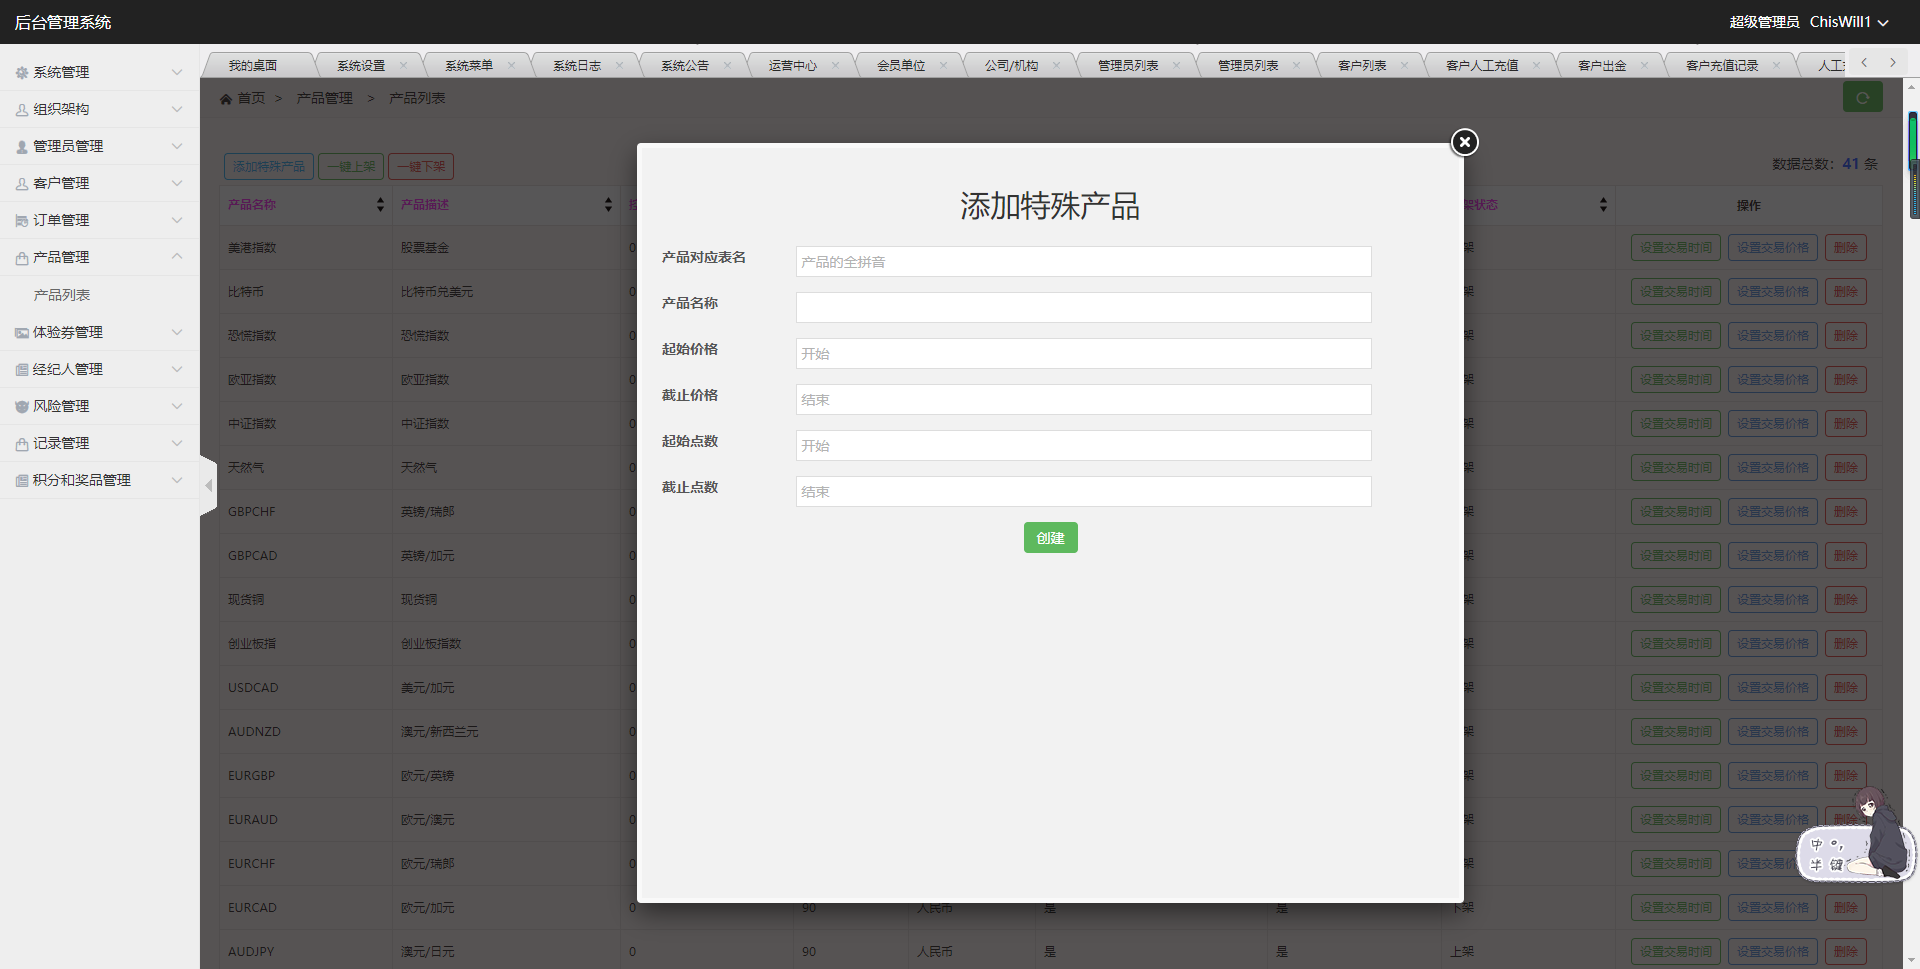 后台管理系统
超级管理员 ChisWill1
我的桌面 系统设置 系统菜单 系统日志 系统公告 运营中心 会员单位 公司/机构 管理员列表 管理员列表 客户列表 客户人工充值 客户出金 客户充值记录 人工
系统管理
组织架构
管理员管理
客户管理
订单管理
产品管理
产品列表
体验券管理
经纪人管理
风险管理
记录管理
积分和奖品管理
首页 > 产品管理 > 产品列表
添加特殊产品 一键上架 一键下架
数据总数：41 条
产品名称 产品描述 架状态 操作
美港指数 股票基金 0 架 设置交易时间 设置交易价格 删除
比特币 比特币兑美元 0 架 设置交易时间 设置交易价格 删除
恐慌指数 恐慌指数 0 架 设置交易时间 设置交易价格 删除
欧亚指数 欧亚指数 0 架 设置交易时间 设置交易价格 删除
中证指数 中证指数 0 架 设置交易时间 设置交易价格 删除
天然气 天然气 0 架 设置交易时间 设置交易价格 删除
GBPCHF 英镑/瑞郎 0 架 设置交易时间 设置交易价格 删除
GBPCAD 英镑/加元 0 架 设置交易时间 设置交易价格 删除
现货铜 现货铜 0 架 设置交易时间 设置交易价格 删除
创业板指 创业板指数 0 架 设置交易时间 设置交易价格 删除
USDCAD 美元/加元 0 架 设置交易时间 设置交易价格 删除
AUDNZD 澳元/新西兰元 0 架 设置交易时间 设置交易价格 删除
EURGBP 欧元/英镑 0 架 设置交易时间 设置交易价格 删除
EURAUD 欧元/澳元 0 架 设置交易时间 设置交易价格 删除
EURCHF 欧元/瑞郎 0 架 设置交易时间 设置交易价格
EURCAD 欧元/加元 0 90 人民币 是 是 下架 设置交易时间 设置交易价格 删除
AUDJPY 澳元/日元 0 90 人民币 是 是 上架 设置交易时间 设置交易价格 删除
添加特殊产品
产品对应表名 产品的全拼音
产品名称
起始价格 开始
截止价格 结束
起始点数 开始
截止点数 结束
创建
中 °，
半 键